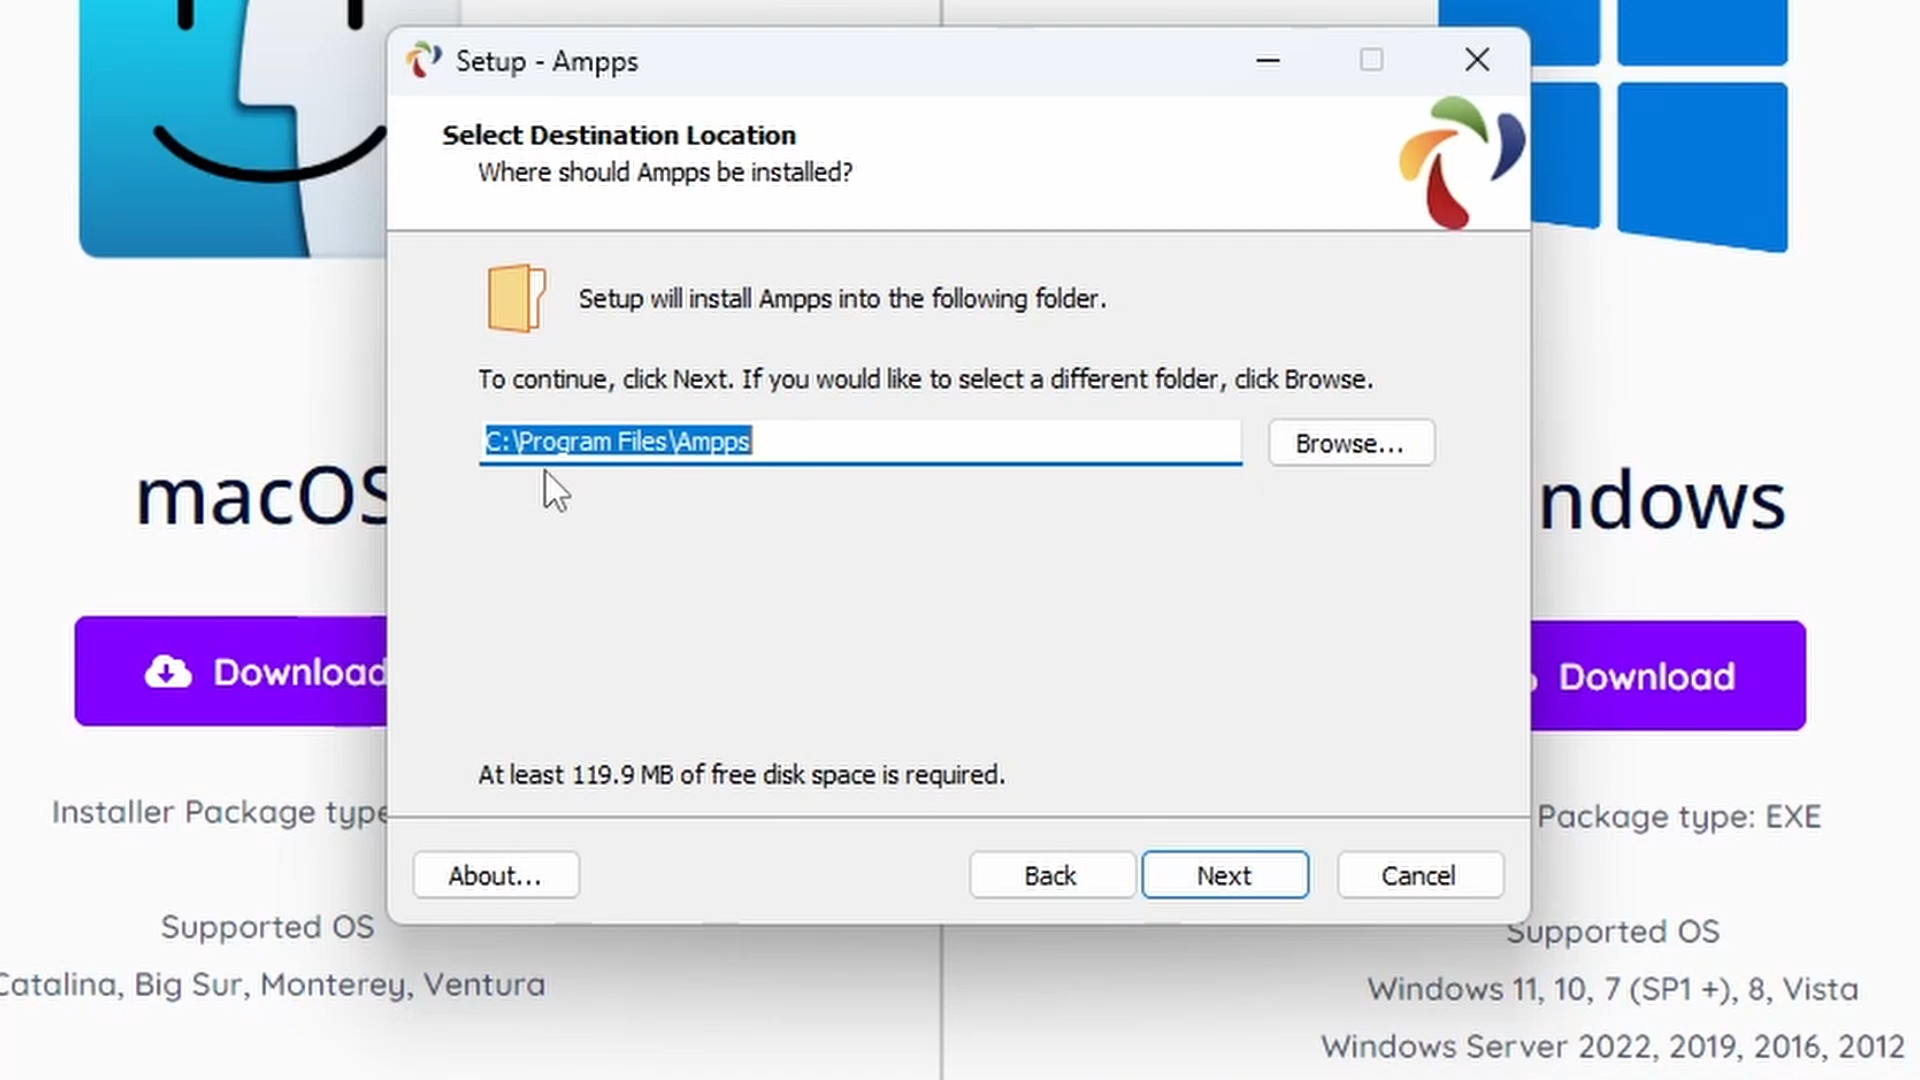 Setup - Ampps
Select Destination Location
Where should Ampps be installed?
Setup will install Ampps into the following folder.
To continue, click Next. If you would like to select a different folder, click Browse.
C:\Program Files\Ampps
Browse...
At least 119.9 MB of free disk space is required.
About...
Back
Next
Cancel
macOS
Download
Installer Package type
Supported OS
Catalina, Big Sur, Monterey, Ventura
ndows
Download
Package type: EXE
Supported OS
Windows 11, 10, 7 (SP1 +), 8, Vista
Windows Server 2022, 2019, 2016, 2012